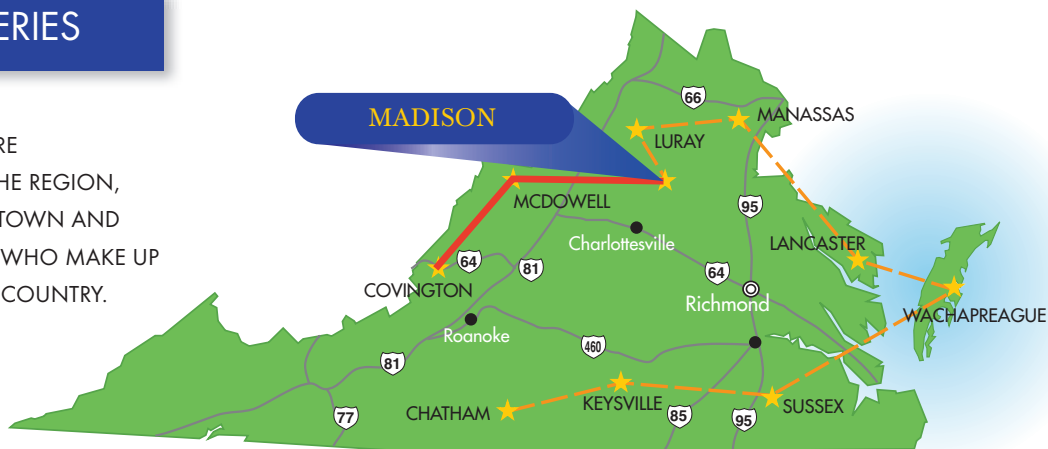 ERIES
RE
HE REGION,
TOWN AND
WHO MAKE UP
COUNTRY.
MADISON
66
MANASSAS
LURAY
MCDOWELL
95
Charlottesville
LANCASTER
64
81
64
COVINGTON
Richmond
WACHAPREAGUE
Roanoke
460
81
CHATHAM
KEYSVILLE
SUSSEX
77
85
95